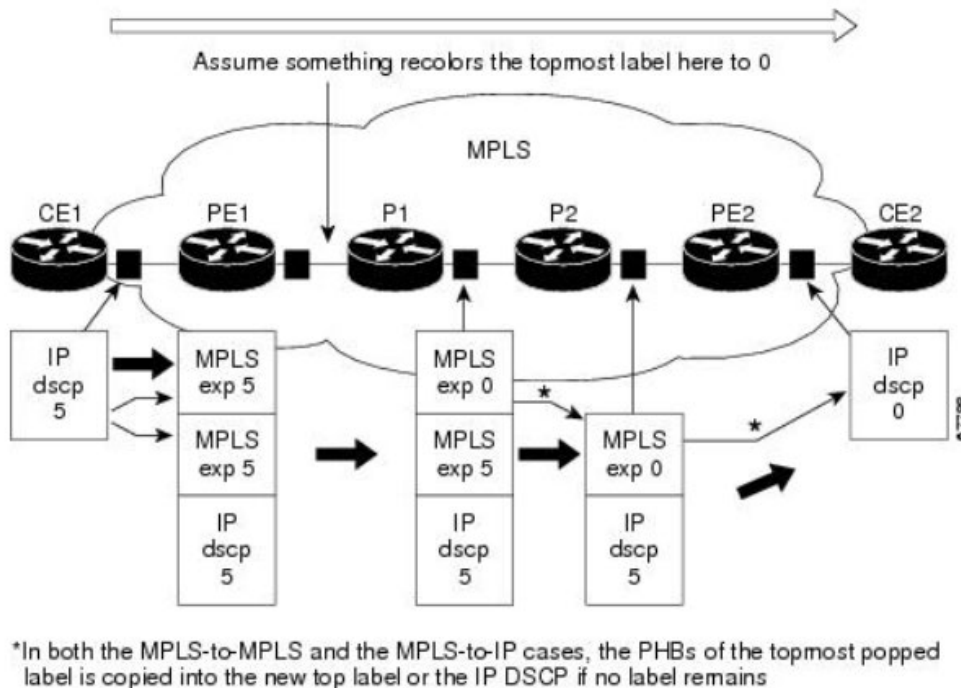 Assume something recolors the topmost label here to 0
MPLS
CE1
PE1
P1
P2
PE2
CE2
IP
dscp
5
MPLS
exp 5
MPLS
exp 5
IP
dscp
5
MPLS
exp 0
MPLS
exp 5
IP
dscp
5
*
MPLS
exp 0
IP
dscp
5
*
IP
dscp
0
*In both the MPLS-to-MPLS and the MPLS-to-IP cases, the PHBs of the topmost popped
label is copied into the new top label or the IP DSCP if no label remains